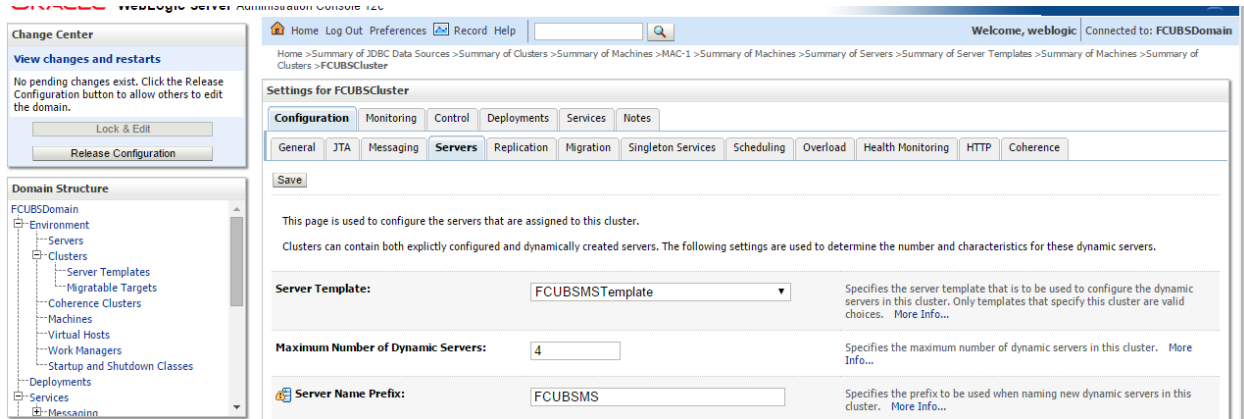 ORACLE WebLogic Server Administration Console 12c
Change Center
View changes and restarts
No pending changes exist. Click the Release
Configuration button to allow others to edit
the domain.
Lock & Edit
Release Configuration
Domain Structure
FCUBSDomain
Environment
Servers
Clusters
Server Templates
Migratable Targets
Coherence Clusters
Machines
Virtual Hosts
Work Managers
Startup and Shutdown Classes
Deployments
Services
Messaging
Home Log Out Preferences Record Help
Welcome, weblogic Connected to: FCUBSDomain
Home >Summary of JDBC Data Sources >Summary of Clusters >Summary of Machines >MAC-1 >Summary of Machines >Summary of Servers >Summary of Server Templates >Summary of Machines >Summary of
Clusters >FCUBSCluster
Settings for FCUBSCluster
Configuration Monitoring Control Deployments Services Notes
General JTA Messaging Servers Replication Migration Singleton Services Scheduling Overload Health Monitoring HTTP Coherence
Save
This page is used to configure the servers that are assigned to this cluster.
Clusters can contain both explictly configured and dynamically created servers. The following settings are used to determine the number and characteristics for these dynamic servers.
Server Template:
FCUBSMSTemplate
Specifies the server template that is to be used to configure the dynamic
servers in this cluster. Only templates that specify this cluster are valid
choices. More Info...
Maximum Number of Dynamic Servers:
4
Specifies the maximum number of dynamic servers in this cluster. More
Info...
Server Name Prefix:
FCUBSMS
Specifies the prefix to be used when naming new dynamic servers in this
cluster. More Info...